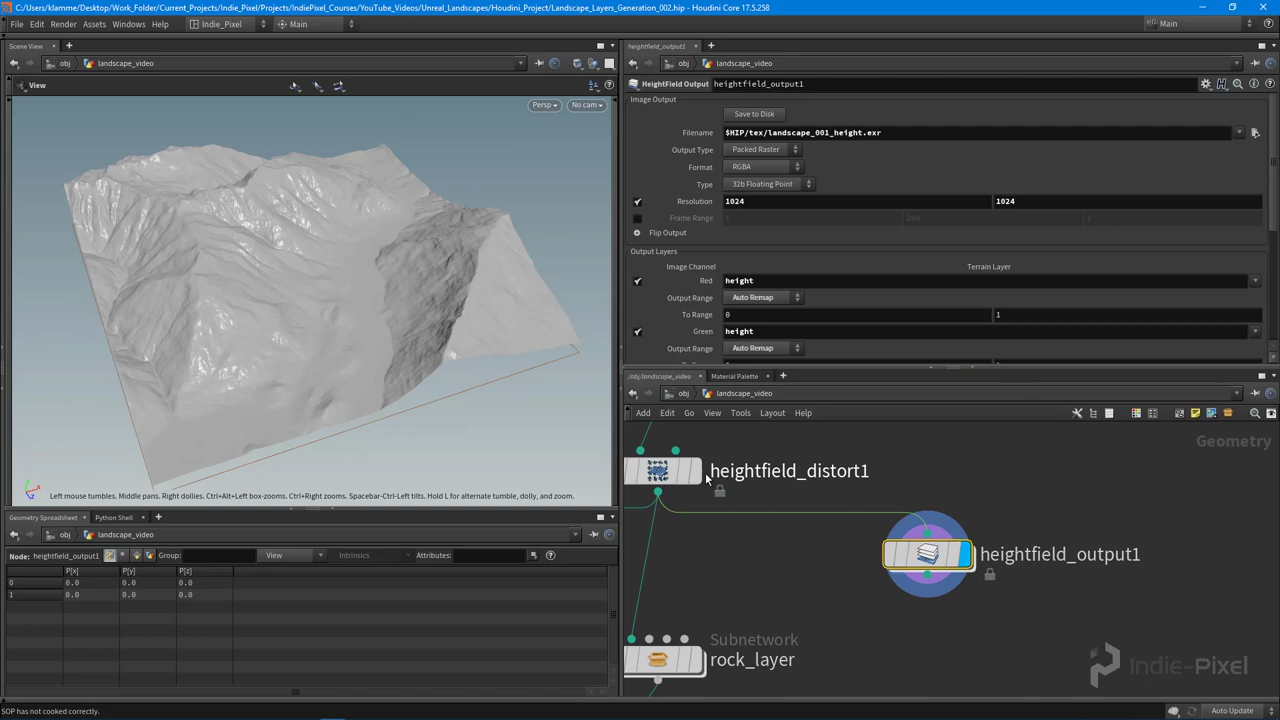 C:/Users/klamme/Desktop/Work_Folder/Current_Projects/Indie_Pixel/Projects/IndiePixel_Courses/YouTube_Videos/Unreal_Landscapes/Houdini_Project/Landscape_Layers_Generation_002.hip - Houdini Core 17.5.258
File Edit Render Assets Windows Help Indie_Pixel Main Main
Scene View
obj landscape_video
View
Persp No cam
Left mouse tumbles. Middle pans. Right dollies. Ctrl+Alt+Left box-zooms. Ctrl+Right zooms. Spacebar-Ctrl-Left tilts. Hold L for alternate tumble, dolly, and zoom.
Geometry Spreadsheet Python Shell
obj landscape_video
Node: heightfield_output1 Group: View Intrinsics Attributes:
P[x] P[y] P[z]
0 0.0 0.0 0.0
1 0.0 0.0 0.0
heightfield_output1
obj landscape_video
HeightField Output heightfield_output1
Image Output
Save to Disk
Filename $HIP/tex/landscape_001_height.exr
Output Type Packed Raster
Format RGBA
Type 32b Floating Point
Resolution 1024 1024
Frame Range 1 240 1
Flip Output
Output Layers
Image Channel Terrain Layer
Red height
Output Range Auto Remap
To Range 0 1
Green height
Output Range Auto Remap
/obj/landscape_video Material Palette
obj landscape_video
Add Edit Go View Tools Layout Help
Geometry
heightfield_distort1
heightfield_output1
Subnetwork
rock_layer
Indie-Pixel
SOP has not cooked correctly.
Auto Update